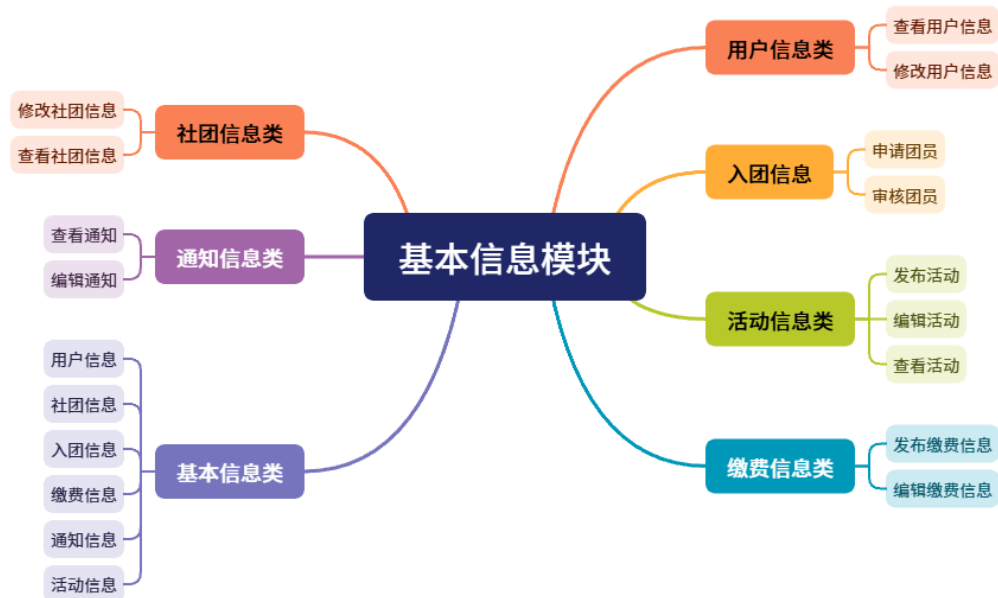 基本信息模块
用户信息类
查看用户信息
修改用户信息
入团信息
申请团员
审核团员
活动信息类
发布活动
编辑活动
查看活动
缴费信息类
发布缴费信息
编辑缴费信息
社团信息类
修改社团信息
查看社团信息
通知信息类
查看通知
编辑通知
基本信息类
用户信息
社团信息
入团信息
缴费信息
通知信息
活动信息